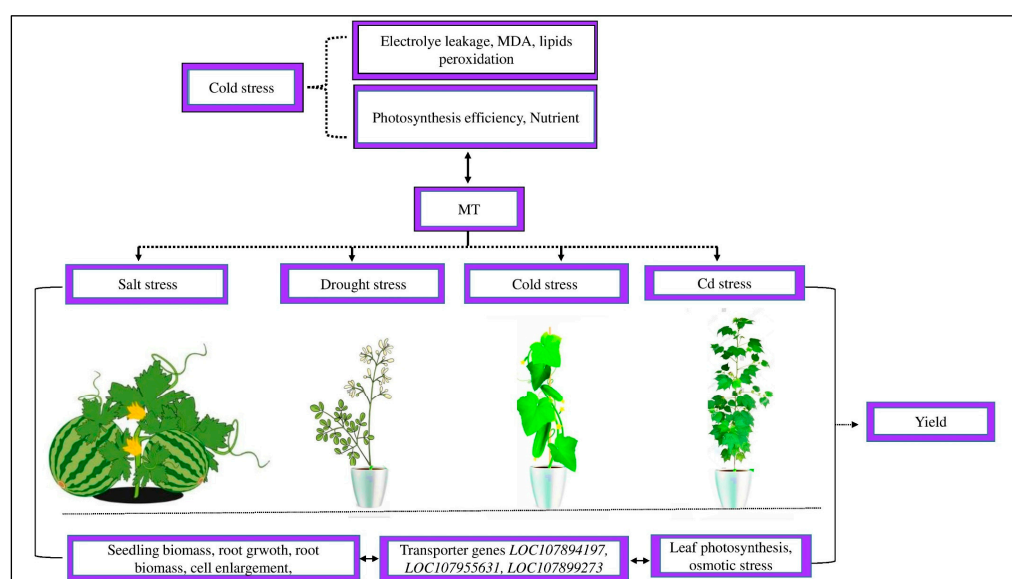 Electrolye leakage, MDA, lipids
peroxidation
Cold stress
Photosynthesis efficiency, Nutrient
MT
Salt stress
Drought stress
Cold stress
Cd stress
Yield
Seedling biomass, root grwoth, root
biomass, cell enlargement,
Transporter genes LOC107894197,
LOC107955631, LOC107899273
Leaf photosynthesis,
osmotic stress